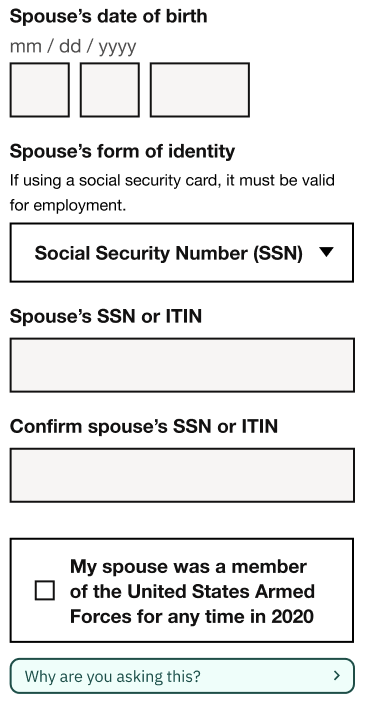 Spouse’s date of birth
mm / dd / yyyy
Spouse’s form of identity
If using a social security card, it must be valid
for employment.
Social Security Number (SSN)
Spouse’s SSN or ITIN
Confirm spouse’s SSN or ITIN
My spouse was a member
of the United States Armed
Forces for any time in 2020
Why are you asking this?